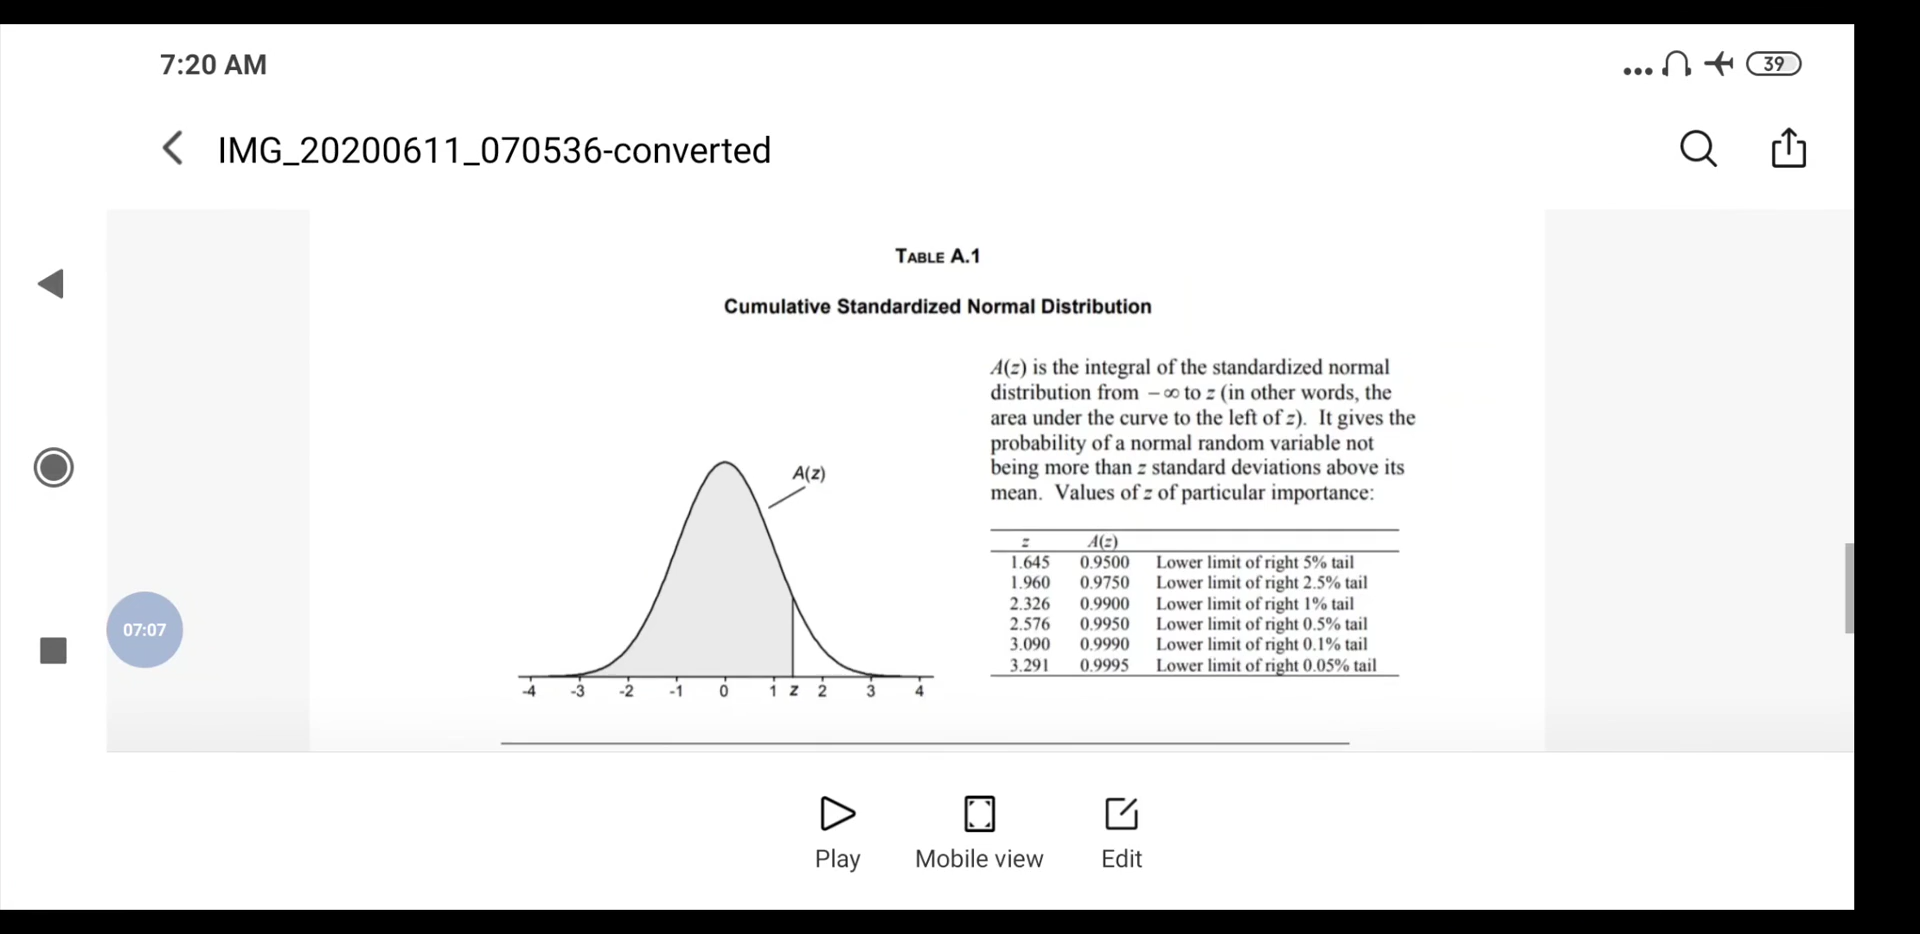 7:20 AM
39
IMG_20200611_070536-converted
TABLE A.1
Cumulative Standardized Normal Distribution
A(z) is the integral of the standardized normal
distribution from −∞ to z (in other words, the
area under the curve to the left of z). It gives the
probability of a normal random variable not
being more than z standard deviations above its
mean. Values of z of particular importance:
A(z)
z A(z)
1.645 0.9500 Lower limit of right 5% tail
1.960 0.9750 Lower limit of right 2.5% tail
2.326 0.9900 Lower limit of right 1% tail
2.576 0.9950 Lower limit of right 0.5% tail
3.090 0.9990 Lower limit of right 0.1% tail
3.291 0.9995 Lower limit of right 0.05% tail
-4 -3 -2 -1 0 1 z 2 3 4
07:07
Play Mobile view Edit